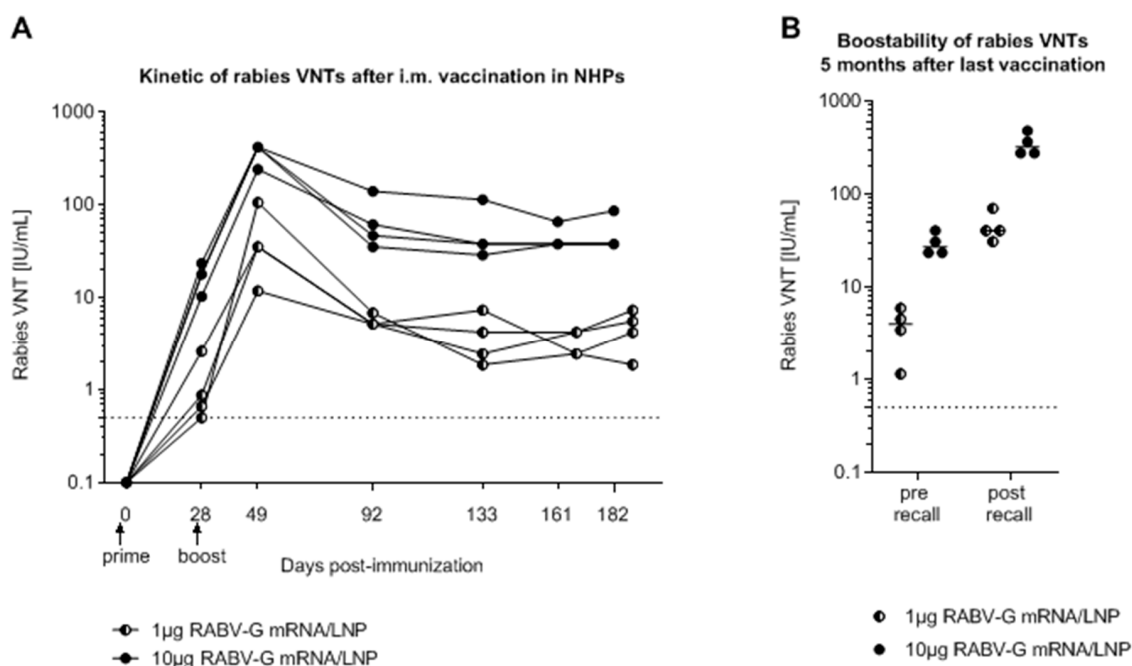 A
Kinetic of rabies VNTs after i.m. vaccination in NHPs
Rabies VNT [IU/mL]
1000
100
10
1
0.1
0 28 49 92 133 161 182
prime boost
Days post-immunization
1µg RABV-G mRNA/LNP
10µg RABV-G mRNA/LNP
B
Boostability of rabies VNTs
5 months after last vaccination
Rabies VNT [IU/mL]
1000
100
10
1
0.1
pre post
recall recall
1µg RABV-G mRNA/LNP
10µg RABV-G mRNA/LNP